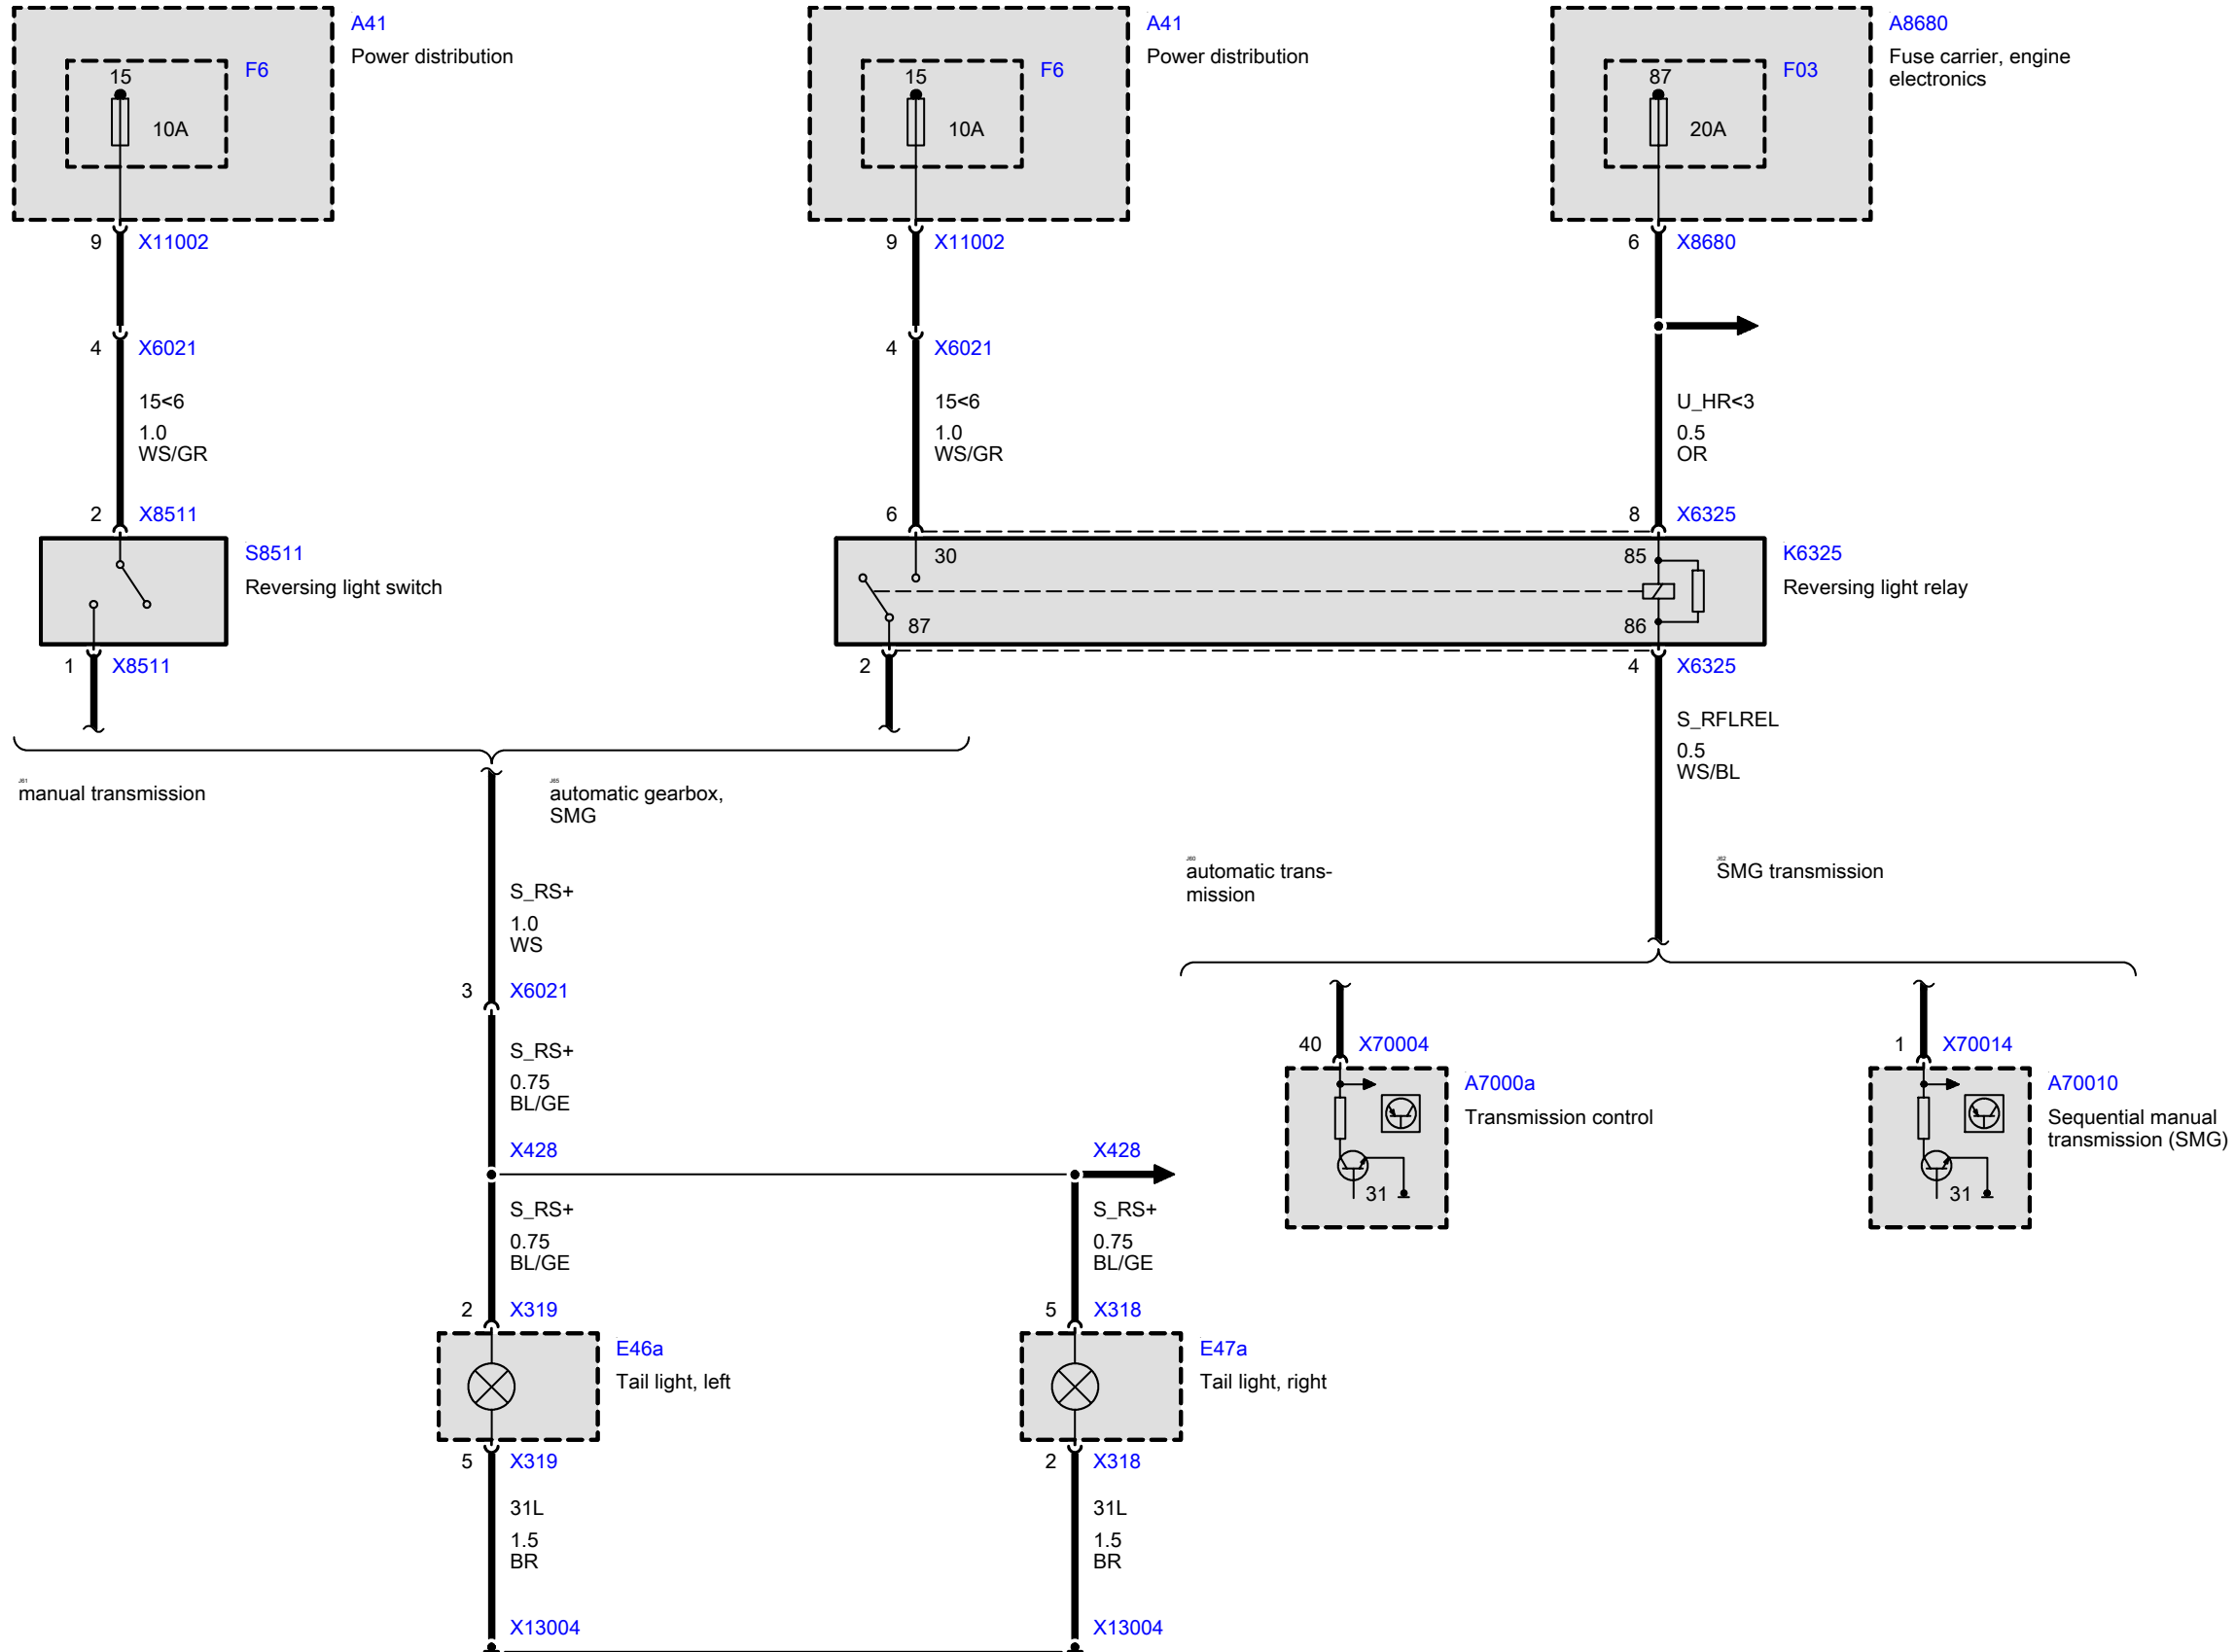 A41
Power distribution
F6
15
10A
A41
Power distribution
F6
15
10A
A8680
Fuse carrier, engine
electronics
F03
87
20A
9 X11002
9 X11002
6 X8680
4 X6021
4 X6021
15<6
1.0
WS/GR
15<6
1.0
WS/GR
U_HR<3
0.5
OR
2 X8511
6
8 X6325
S8511
Reversing light switch
30
85
87
86
K6325
Reversing light relay
1 X8511
2
4 X6325
S_RFLREL
0.5
WS/BL
J61
manual transmission
J65
automatic gearbox,
SMG
J60
automatic trans-
mission
J62
SMG transmission
S_RS+
1.0
WS
3 X6021
S_RS+
0.75
BL/GE
40 X70004
1 X70014
A7000a
Transmission control
31
A70010
Sequential manual
transmission (SMG)
31
X428
X428
S_RS+
0.75
BL/GE
S_RS+
0.75
BL/GE
2 X319
5 X318
E46a
Tail light, left
E47a
Tail light, right
5 X319
2 X318
31L
1.5
BR
31L
1.5
BR
X13004
X13004